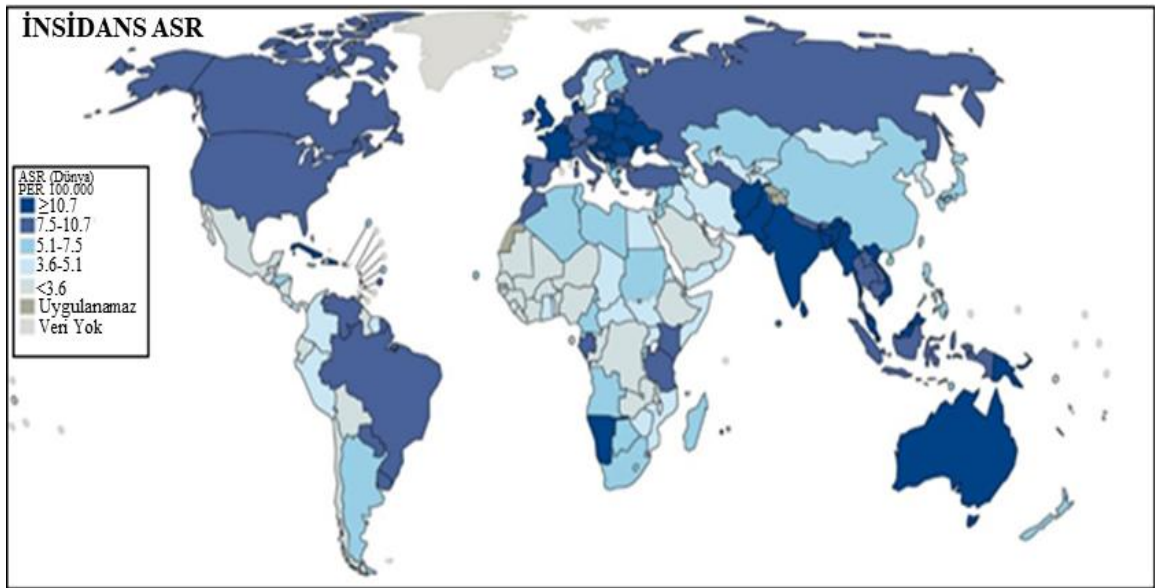 İNSİDANS ASR
ASR (Dünya)
PER 100.000
≥10.7
7.5-10.7
5.1-7.5
3.6-5.1
<3.6
Uygulanamaz
Veri Yok